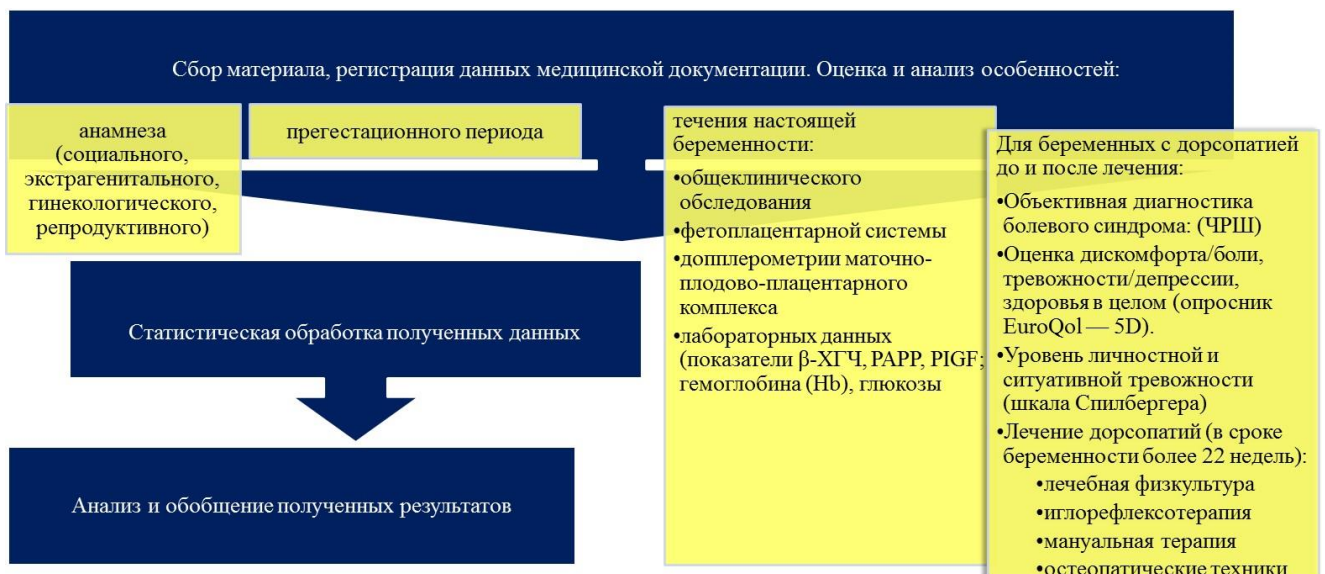 Сбор материала, регистрация данных медицинской документации. Оценка и анализ особенностей:
анамнеза
(социального,
экстрагенитального,
гинекологического,
репродуктивного)
прегестационного периода
течения настоящей
беременности:
•общеклинического
обследования
•фетоплацентарной системы
•допплерометрии маточно-
плодово-плацентарного
комплекса
•лабораторных данных
(показатели β-ХГЧ, PAPP, PIGF;
гемоглобина (Hb), глюкозы
Для беременных с дорсопатией
до и после лечения:
•Объективная диагностика
болевого синдрома: (ЧРШ)
•Оценка дискомфорта/боли,
тревожности/депрессии,
здоровья в целом (опросник
EuroQol — 5D).
•Уровень личностной и
ситуативной тревожности
(шкала Спилбергера)
•Лечение дорсопатий (в сроке
беременности более 22 недель):
•лечебная физкультура
•иглорефлексотерапия
•мануальная терапия
•остеопатические техники
Статистическая обработка полученных данных
Анализ и обобщение полученных результатов